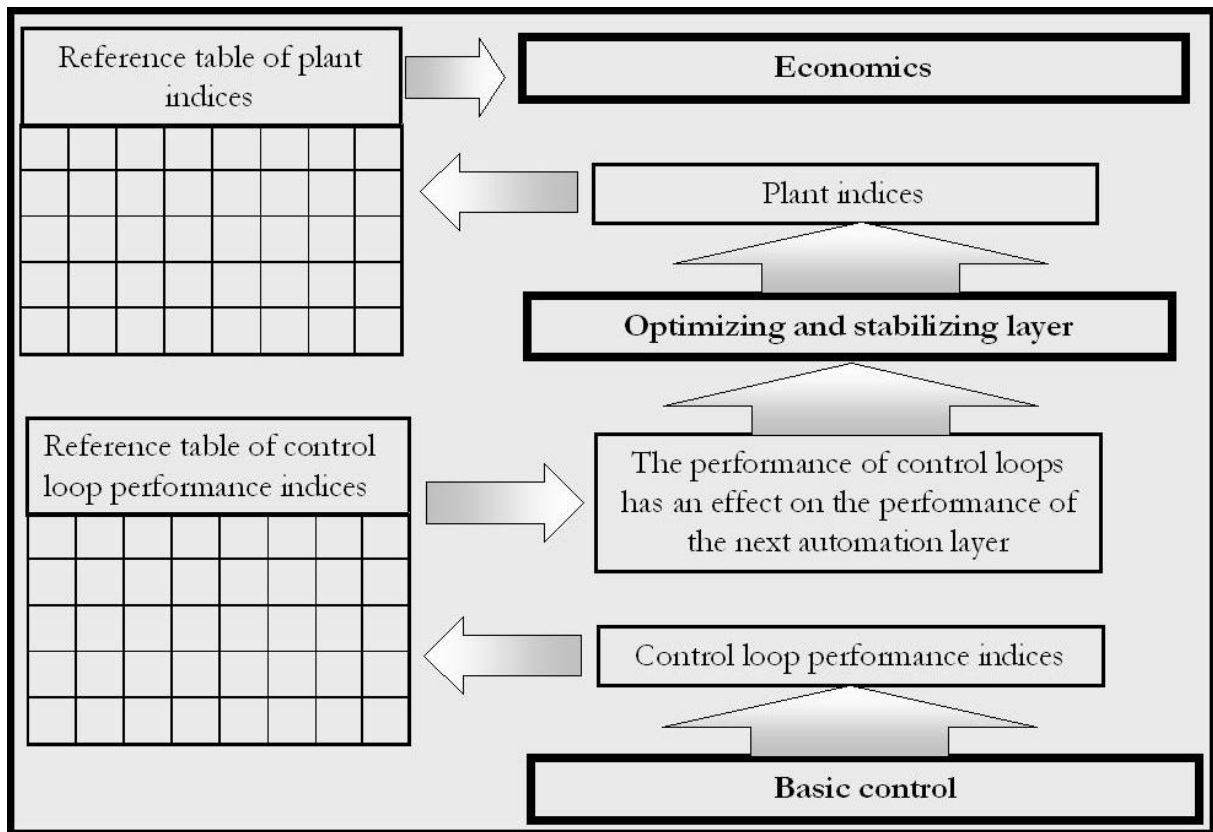 Reference table of plant
indices
Economics
Plant indices
Optimizing and stabilizing layer
Reference table of control
loop performance indices
The performance of control loops
has an effect on the performance of
the next automation layer
Control loop performance indices
Basic control